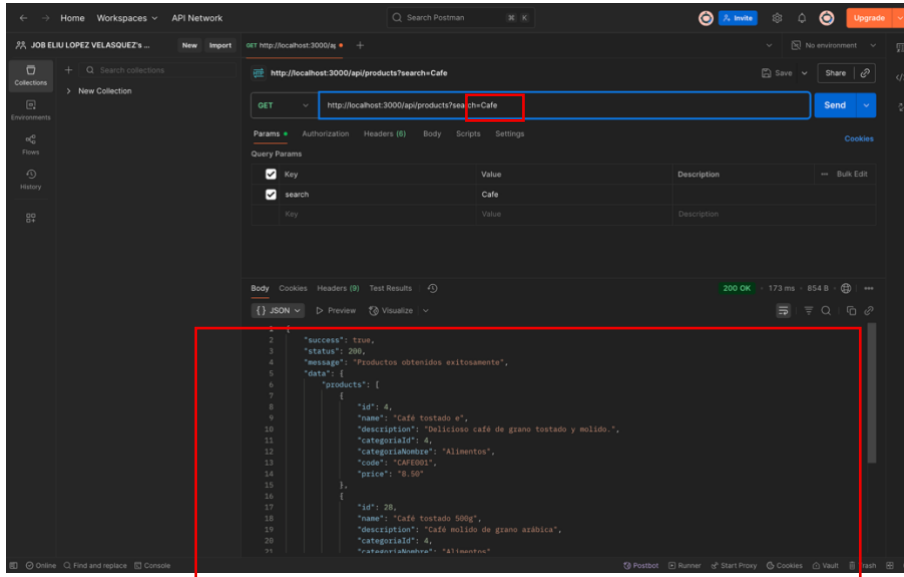 Home Workspaces API Network Search Postman ⌘ K Invite Upgrade
JOB ELIU LOPEZ VELASQUEZ's ... New Import GET http://localhost:3000/ap No environment
Collections
Environments
Flows
History
Search collections
New Collection
http://localhost:3000/api/products?search=Cafe Save Share
GET http://localhost:3000/api/products?search=Cafe Send
Params Authorization Headers (6) Body Scripts Settings Cookies
Query Params
Key Value Description Bulk Edit
search Cafe
Key Value Description
Body Cookies Headers (9) Test Results 200 OK 173 ms 854 B
{} JSON Preview Visualize
1 {
2 "success": true,
3 "status": 200,
4 "message": "Productos obtenidos exitosamente",
5 "data": {
6 "products": [
7 {
8 "id": 4,
9 "name": "Café tostado e",
10 "description": "Delicioso café de grano tostado y molido.",
11 "categoriaId": 4,
12 "categoriaNombre": "Alimentos",
13 "code": "CAFE001",
14 "price": "8.50"
15 },
16 {
17 "id": 28,
18 "name": "Café tostado 500g",
19 "description": "Café molido de grano arábica",
20 "categoriaId": 4,
21 "categoriaNombre": "Alimentos"
Online Find and replace Console Postbot Runner Start Proxy Cookies Vault Trash